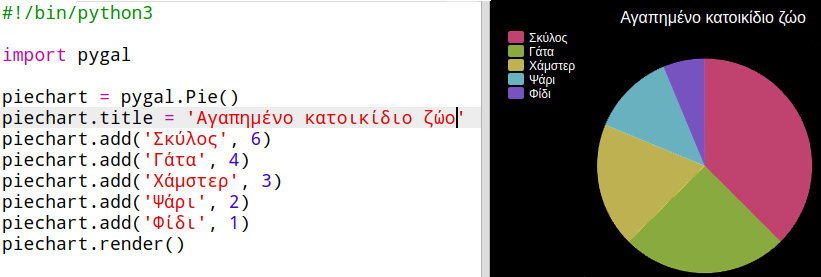 #!/bin/python3
import pygal
piechart = pygal.Pie()
piechart.title = 'Αγαπημένο κατοικίδιο ζώο'
piechart.add('Σκύλος', 6)
piechart.add('Γάτα', 4)
piechart.add('Χάμστερ', 3)
piechart.add('Ψάρι', 2)
piechart.add('Φίδι', 1)
piechart.render()
Αγαπημένο κατοικίδιο ζώο
Σκύλος
Γάτα
Χάμστερ
Ψάρι
Φίδι